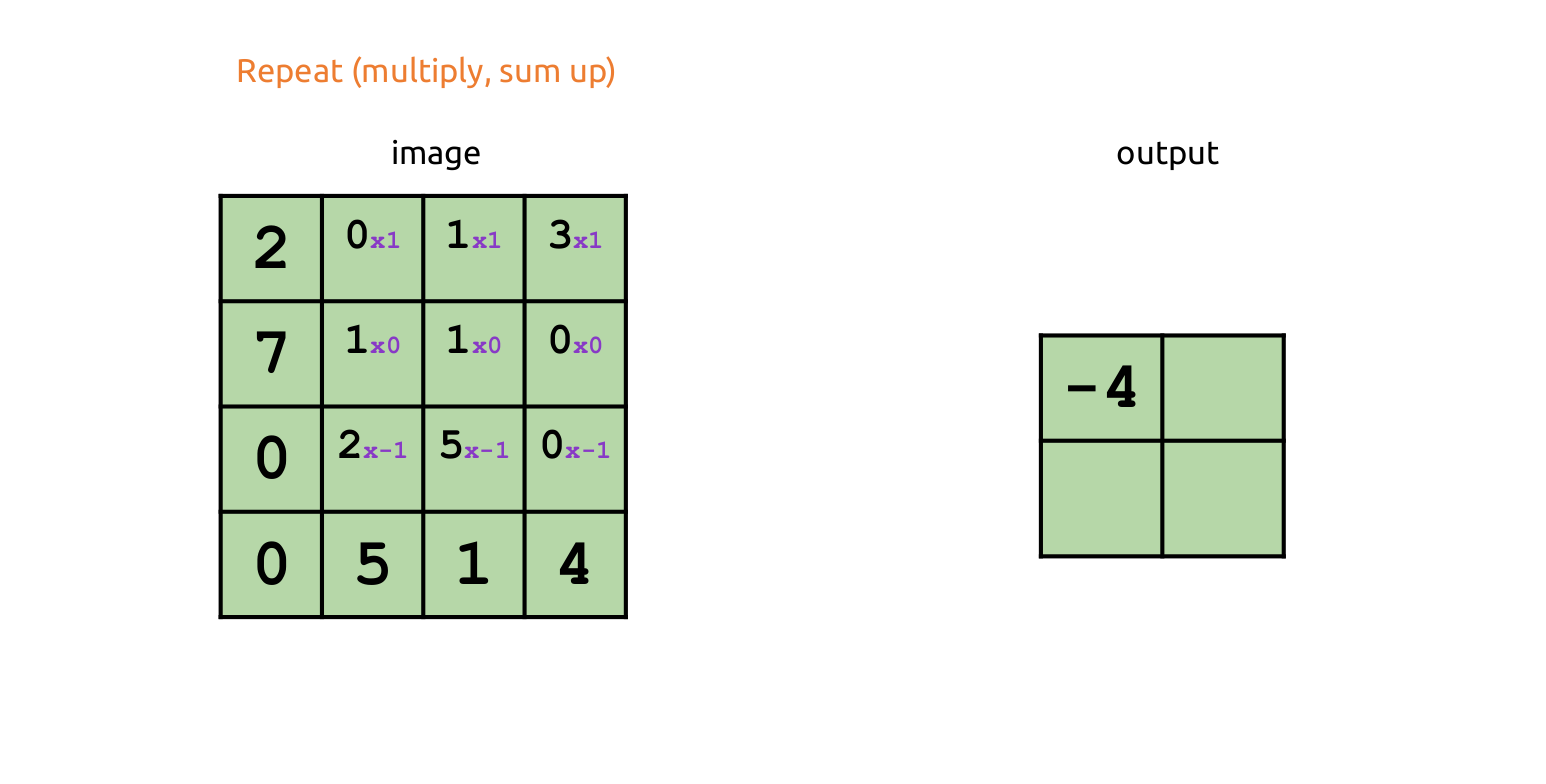 Repeat (multiply, sum up)
image
output
2 0x1 1x1 3x1
7 1x0 1x0 0x0
0 2x-1 5x-1 0x-1
0 5 1 4
-4